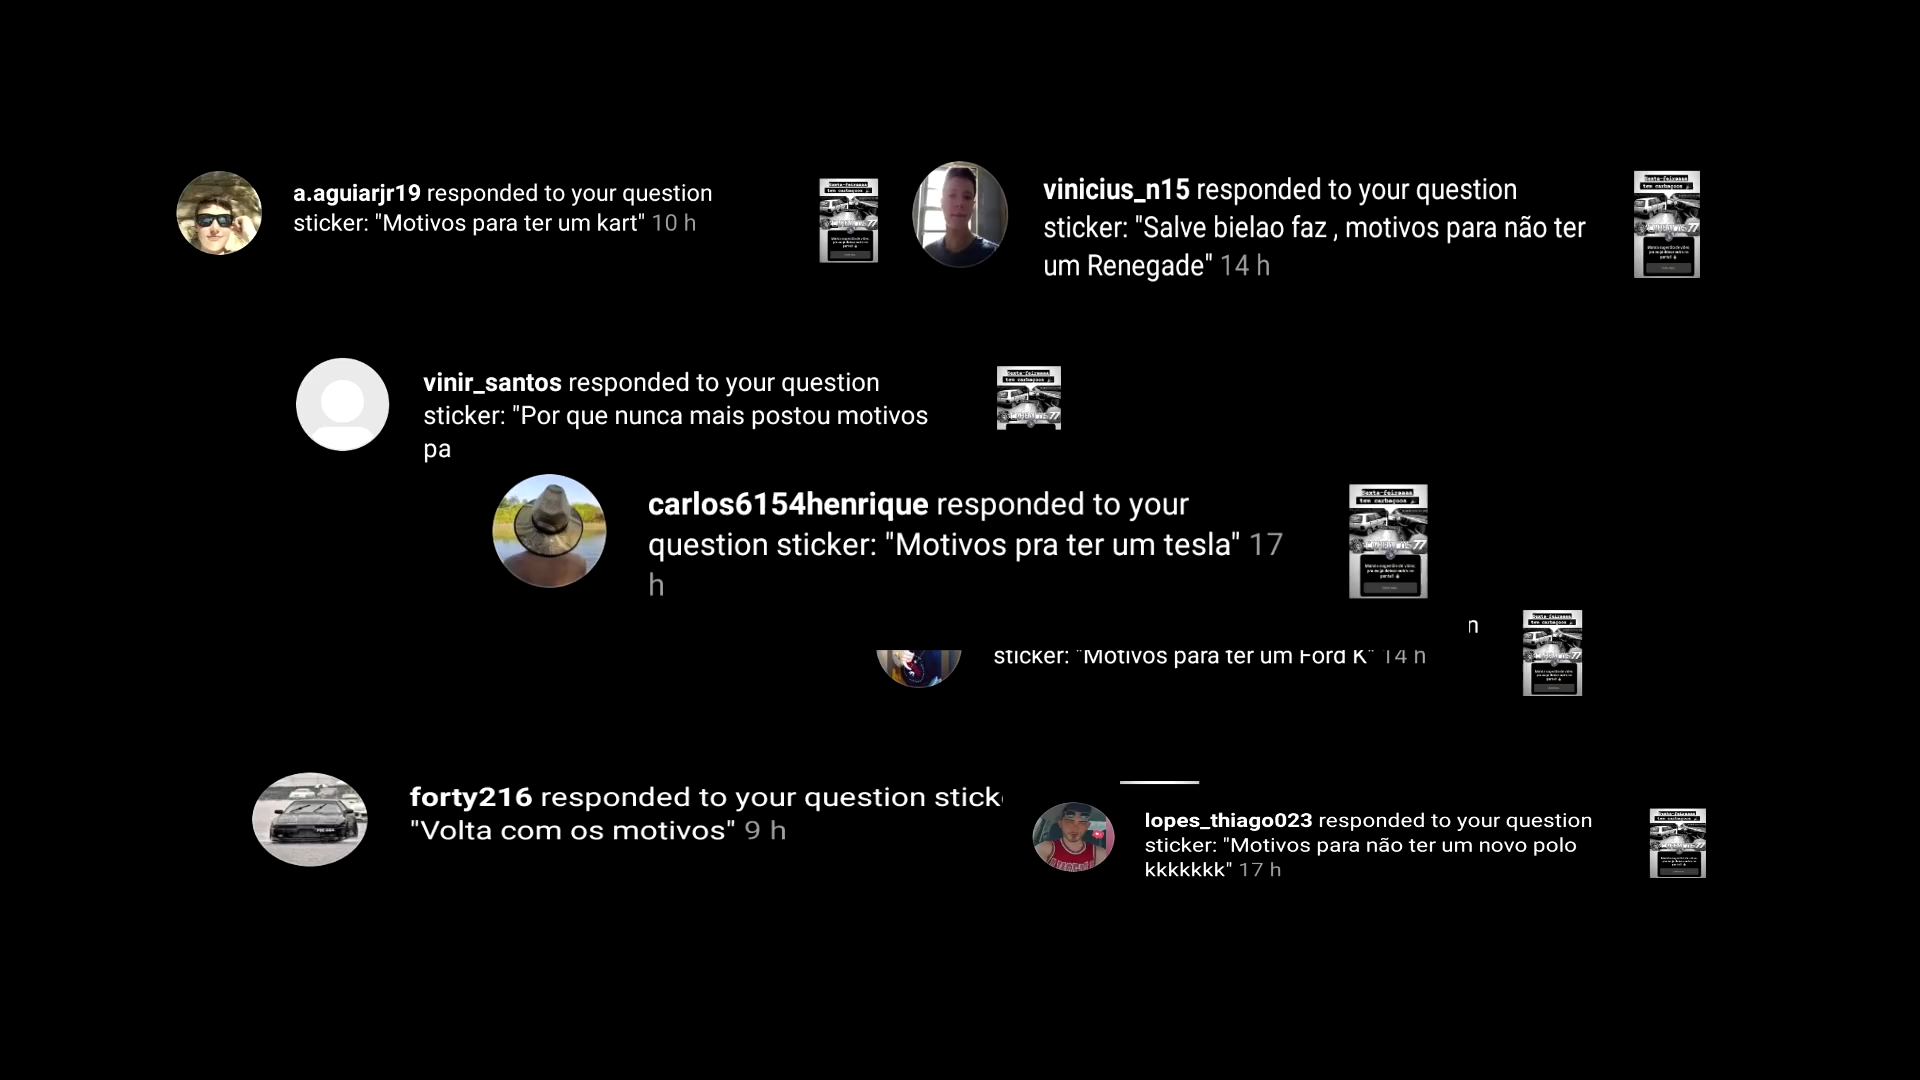 a.aguiarjr19 responded to your question
sticker: "Motivos para ter um kart" 10 h
vinicius_n15 responded to your question
sticker: "Salve bielao faz , motivos para não ter
um Renegade" 14 h
vinir_santos responded to your question
sticker: "Por que nunca mais postou motivos
pa
carlos6154henrique responded to your
question sticker: "Motivos pra ter um tesla" 17
h
n
sticker: "Motivos para ter um Ford K" 14 h
forty216 responded to your question stick
"Volta com os motivos" 9 h
lopes_thiago023 responded to your question
sticker: "Motivos para não ter um novo polo
kkkkkkk" 17 h